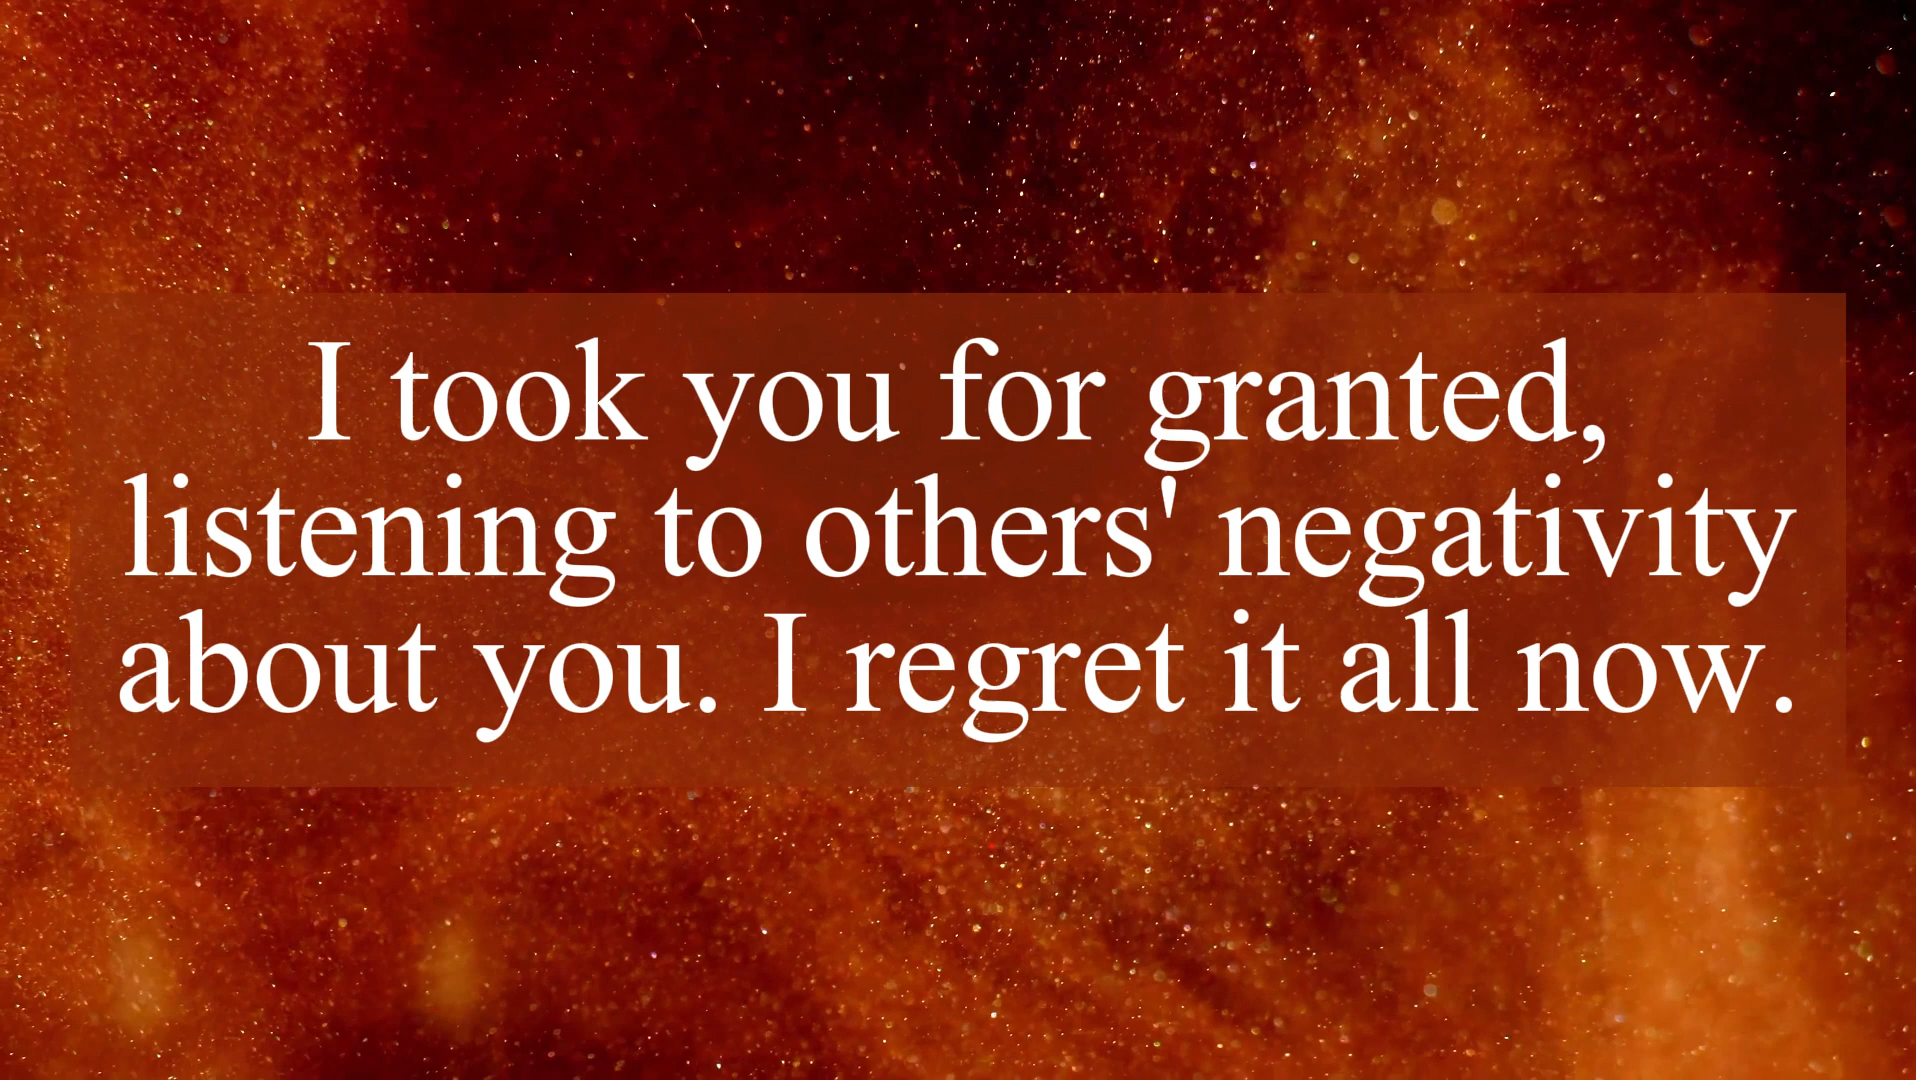 I took you for granted,
listening to others' negativity
about you. I regret it all now.